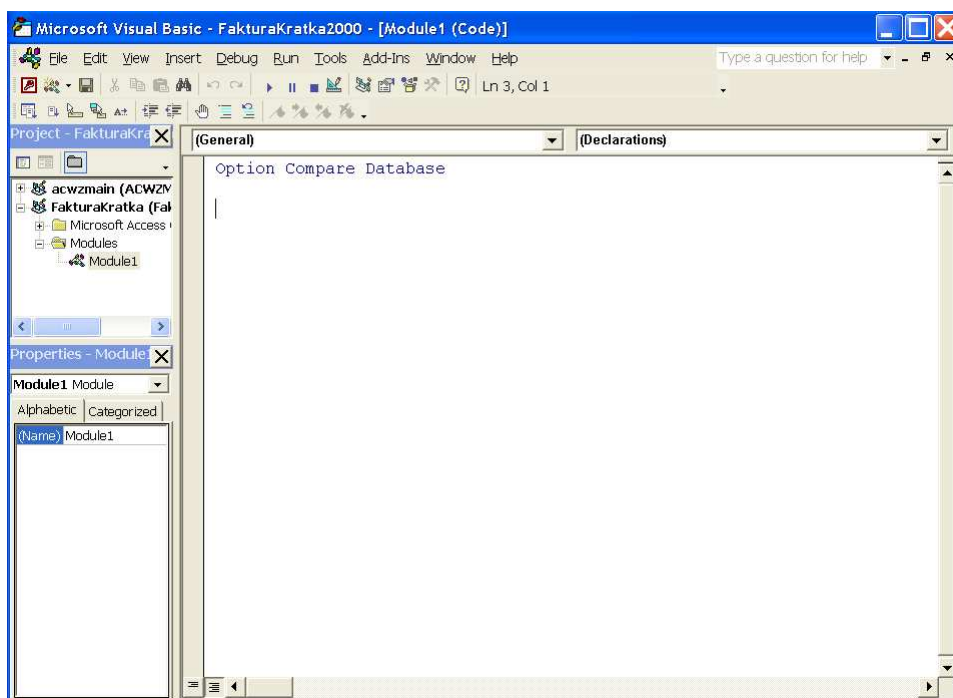 Microsoft Visual Basic - FakturaKratka2000 - [Module1 (Code)]
File Edit View Insert Debug Run Tools Add-Ins Window Help
Type a question for help
Ln 3, Col 1
Project - FakturaKra
(General)
(Declarations)
Option Compare Database
acwzmain (ACWZM
FakturaKratka (Fak
Microsoft Access
Modules
Module1
Properties - Module1
Module1 Module
Alphabetic Categorized
(Name) Module1